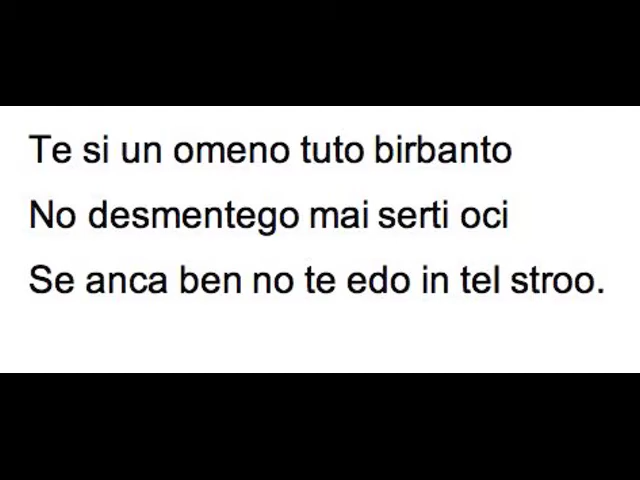 Te si un omeno tuto birbanto
No desmentego mai serti oci
Se anca ben no te edo in tel stroo.